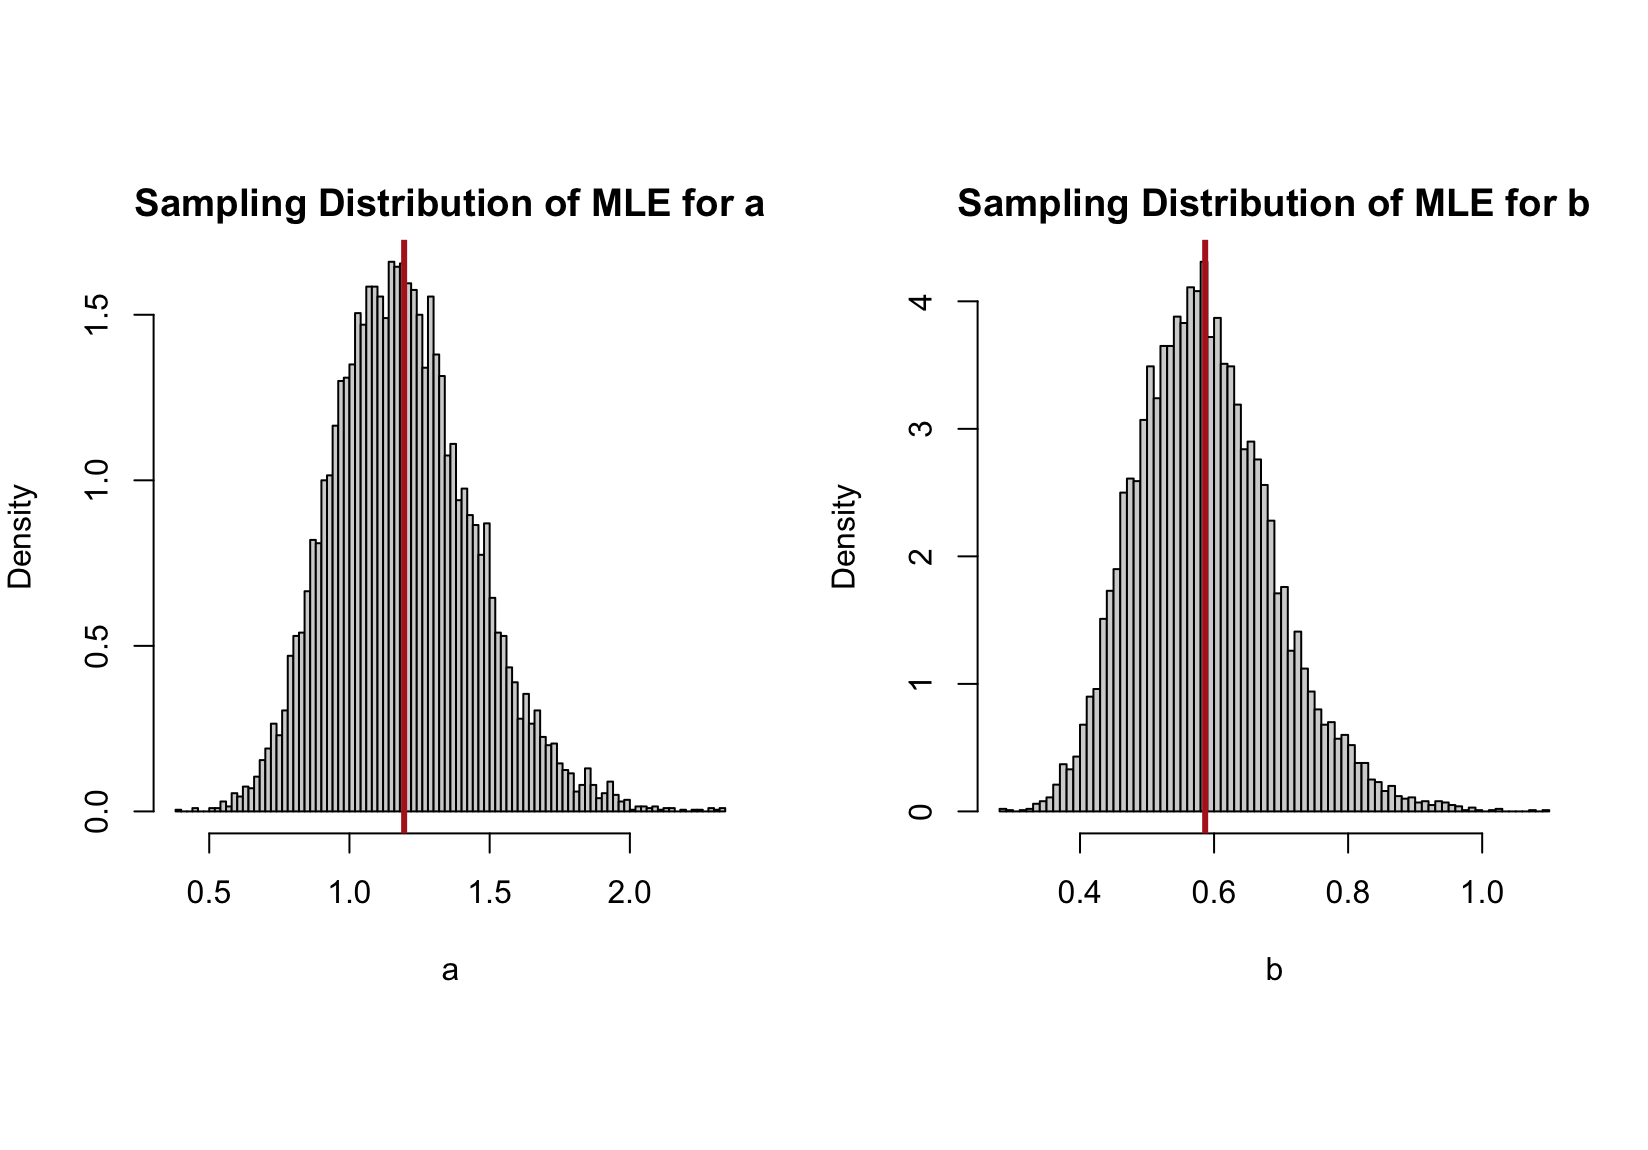 Sampling Distribution of MLE for a
Density
1.5
1.0
0.5
0.0
0.5 1.0 1.5 2.0
a
Sampling Distribution of MLE for b
Density
4
3
2
1
0
0.4 0.6 0.8 1.0
b